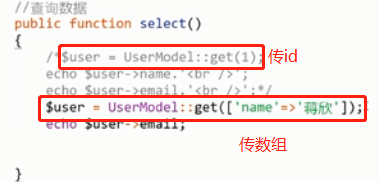 //查询数据
public function select()
{
/*$user = UserModel::get(1); 传id
echo $user->name.'<br />';
echo $user->email.'<br />';*/
$user = UserModel::get(['name'=>'蒋欣']);
echo $user->email; 传数组
}